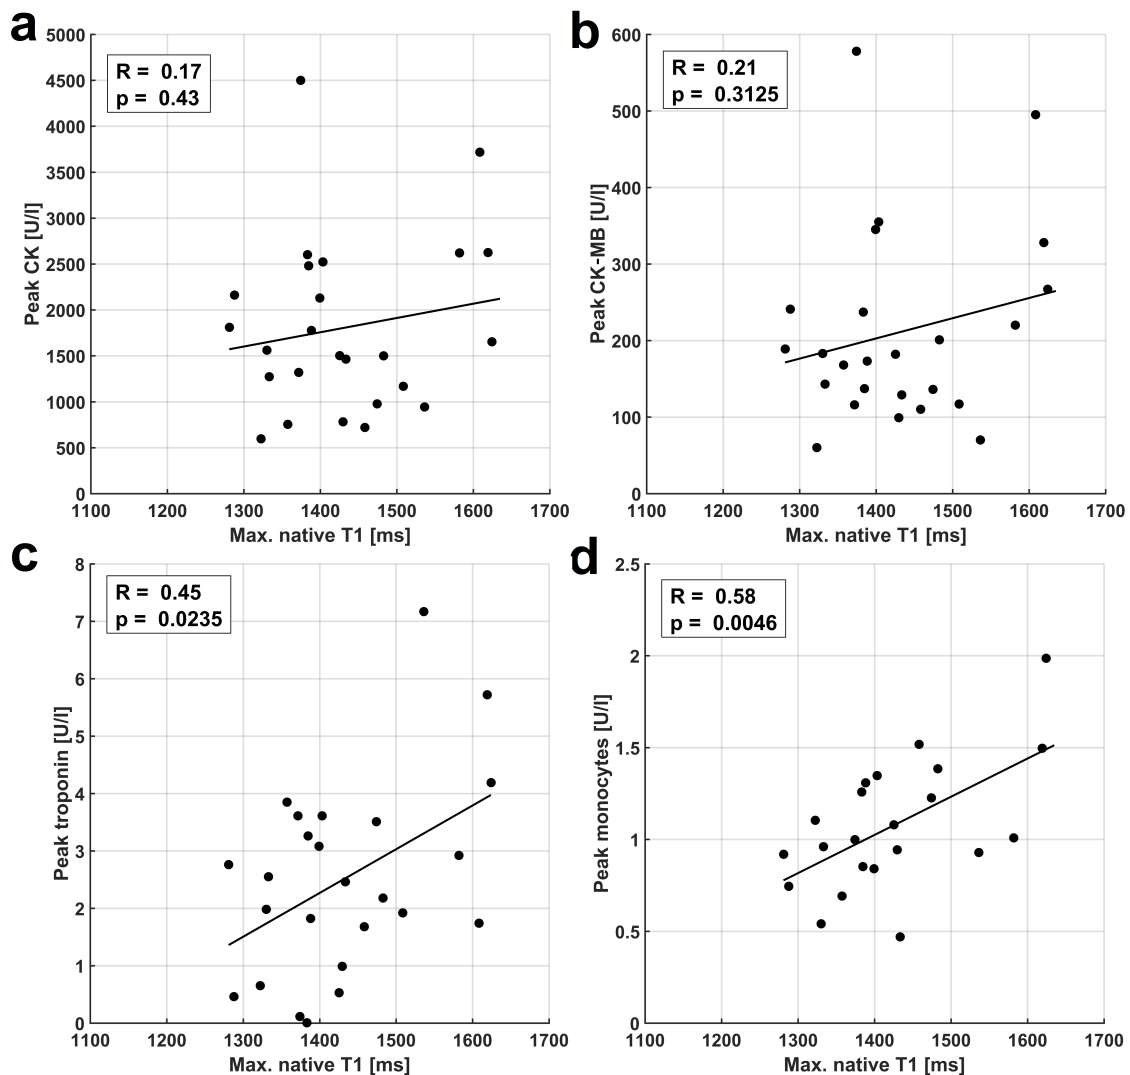 a
5000
4500
4000
3500
3000
2500
2000
1500
1000
500
0
Peak CK [U/l]
R = 0.17
p = 0.43
1100 1200 1300 1400 1500 1600 1700
Max. native T1 [ms]
b
600
500
400
300
200
100
0
Peak CK-MB [U/l]
R = 0.21
p = 0.3125
1100 1200 1300 1400 1500 1600 1700
Max. native T1 [ms]
c
8
7
6
5
4
3
2
1
0
Peak troponin [U/l]
R = 0.45
p = 0.0235
1100 1200 1300 1400 1500 1600 1700
Max. native T1 [ms]
d
2.5
2
1.5
1
0.5
0
Peak monocytes [U/l]
R = 0.58
p = 0.0046
1100 1200 1300 1400 1500 1600 1700
Max. native T1 [ms]